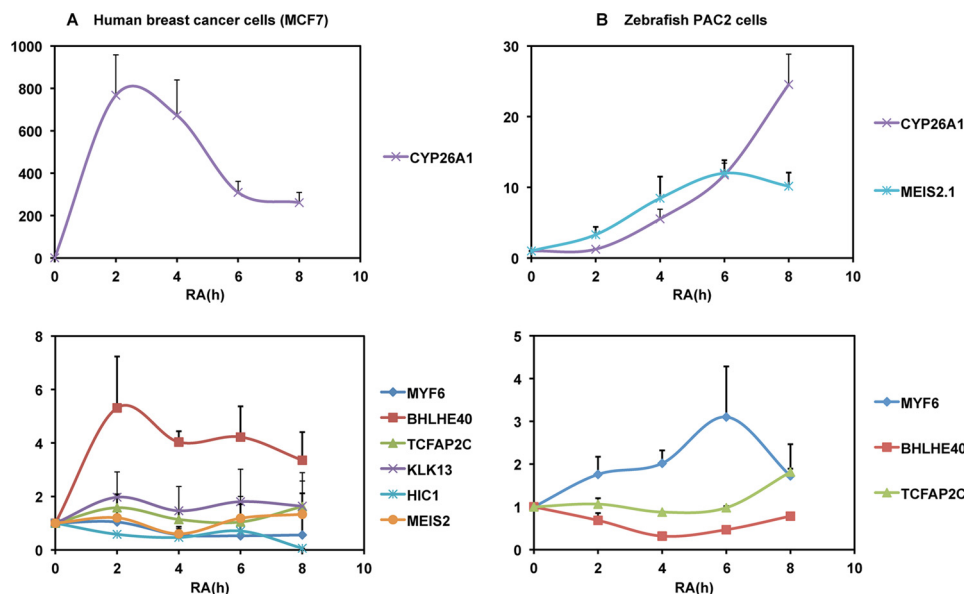 A Human breast cancer cells (MCF7)
1000
800
600
400
200
0
0 2 4 6 8 10
RA(h)
CYP26A1
8
6
4
2
0
0 2 4 6 8 10
RA(h)
MYF6
BHLHE40
TCFAP2C
KLK13
HIC1
MEIS2
B Zebrafish PAC2 cells
30
20
10
0
0 2 4 6 8 10
RA(h)
CYP26A1
MEIS2.1
5
4
3
2
1
0
0 2 4 6 8 10
RA(h)
MYF6
BHLHE40
TCFAP2C